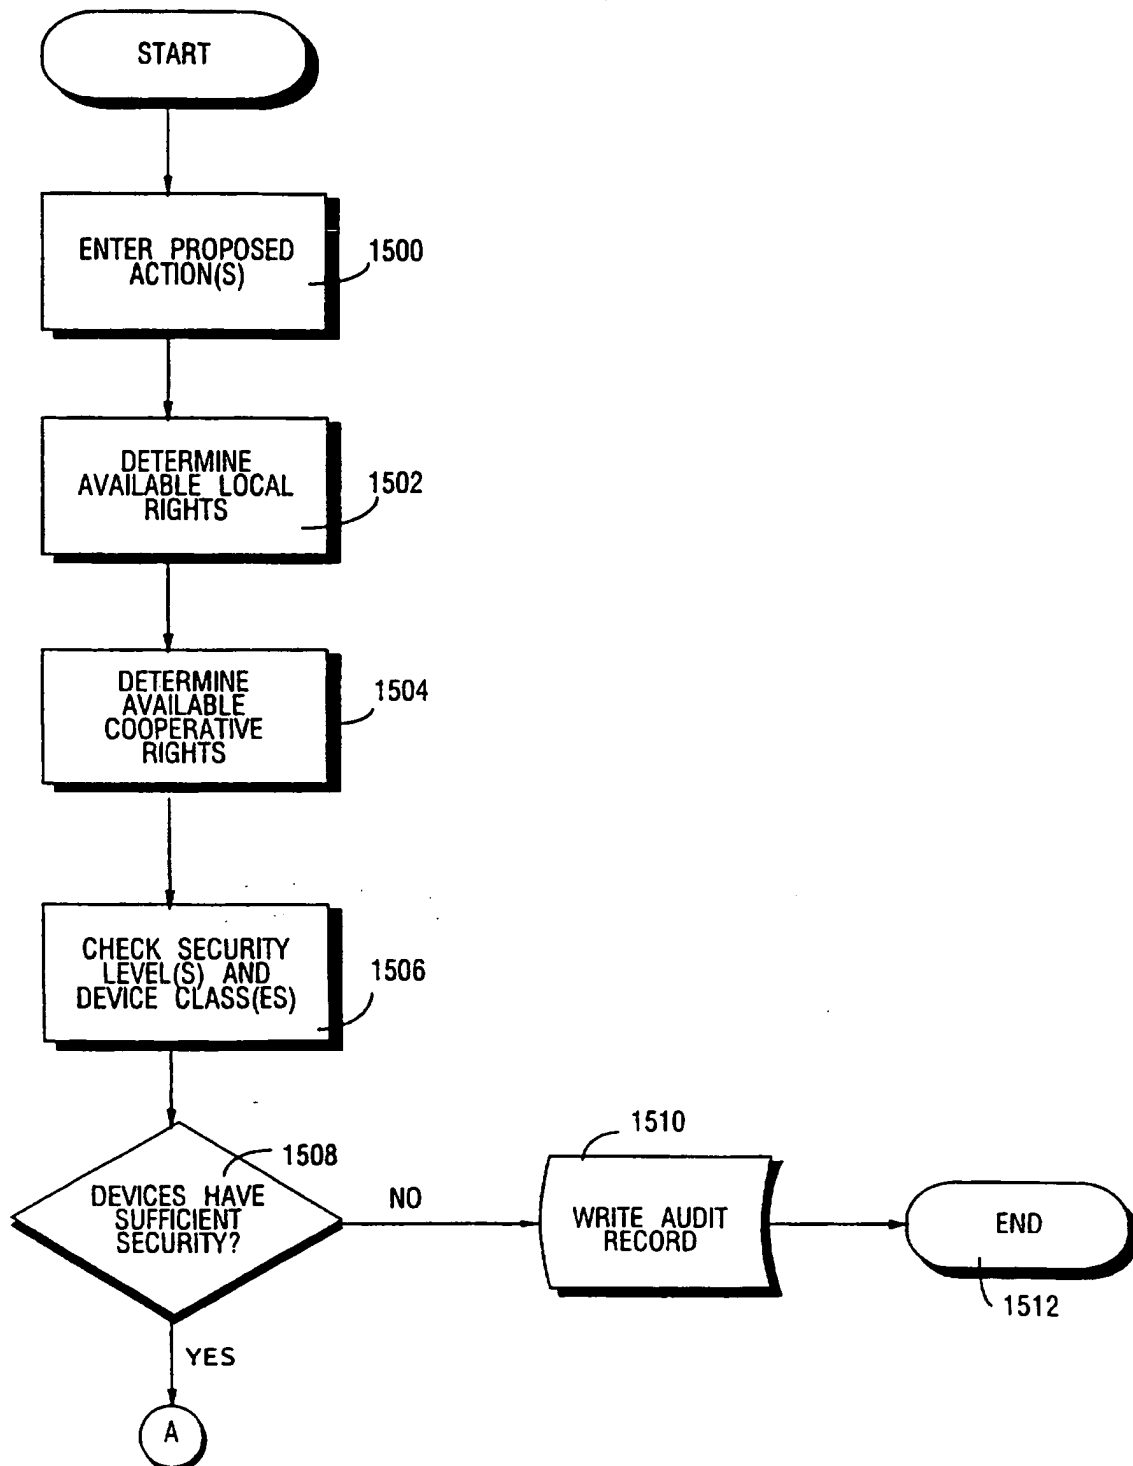 START
ENTER PROPOSED
ACTION(S)
1500
DETERMINE
AVAILABLE LOCAL
RIGHTS
1502
DETERMINE
AVAILABLE
COOPERATIVE
RIGHTS
1504
CHECK SECURITY
LEVEL(S) AND
DEVICE CLASS(ES)
1506
1508
DEVICES HAVE
SUFFICIENT
SECURITY?
NO
1510
WRITE AUDIT
RECORD
END
1512
YES
A